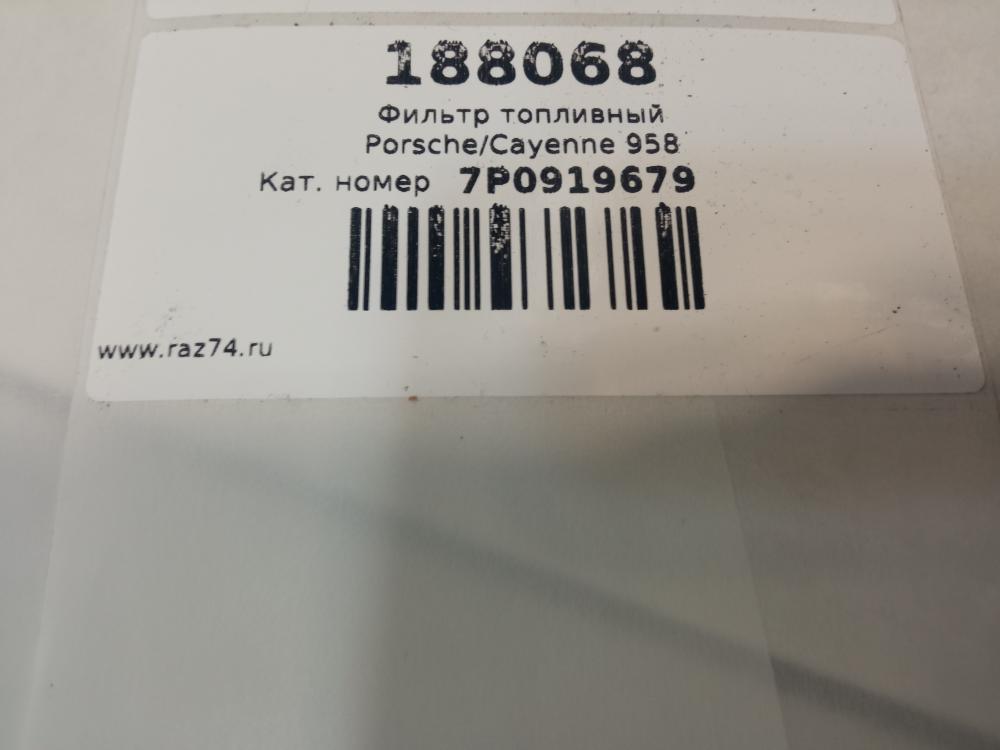 188068
Фильтр топливный
Porsche/Cayenne 958
Кат. номер 7P0919679
www.raz74.ru